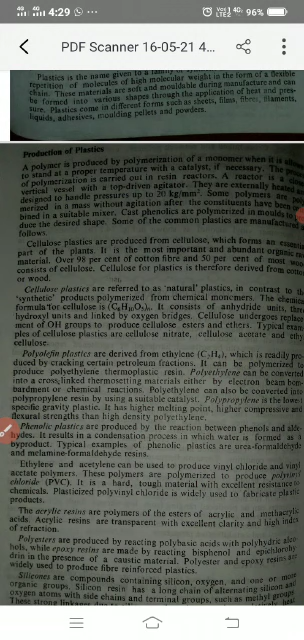 4:29
96%
PDF Scanner 16-05-21 4...
Plastics is the name given to a family of
repetition of molecules of high molecular weight in the form of a flexible
chain. These materials are soft and mouldable during manufacture and can
be formed into various shapes through the application of heat and pres-
sure. Plastics come in different forms such as sheets, films, fibres, filaments,
liquids, adhesives, moulding pellets and powders.
Production of Plastics
A polymer is produced by polymerization of a monomer when it is
to stand at a proper temperature with a catalyst, if necessary. The
of polymerization is carried out in resin reactors. A reactor is a
vertical vessel with a top-driven agitator. They are externally heated
designed to handle pressures up to 20 kg/mm². Some polymers are
merized in a mass without agitation after the constituents have been
bined in a suitable mixer. Cast phenolics are polymerized in moulds to
duce the desired shape. Some of the common plastics are manufactured
follows.
Cellulose plastics are produced from cellulose, which forms an
part of the plants. It is the most important and abundant organic
material. Over 98 per cent of cotton fibre and 50 per cent of most
consists of cellulose. Cellulose for plastics is therefore derived from
or wood.
Cellulose plastics are referred to as 'natural' plastics, in contrast to
'synthetic' products polymerized from chemical monomers. The
formula for cellulose is (C₆H₁₀O₅)ₙ. It consists of anhydride units,
hydroxyl units and linked by oxygen bridges. Cellulose undergoes
ment of OH groups to produce cellulose esters and ethers. Typical
ples of cellulose plastics are cellulose nitrate, cellulose acetate and
cellulose.
Polyolefin plastics are derived from ethylene (C₂H₄), which is readily pro-
duced by cracking certain petroleum fractions. It can be polymerized to
produce polyethylene thermoplastic resin. Polyethylene can be converted
into a cross linked thermosetting materials either by electron beam bom-
bardment or chemical reactions. Polyethylene can also be converted into
polypropylene resin by using a suitable catalyst. Polypropylene is the lowest
specific gravity plastic. It has higher melting point, higher compressive and
flexural strengths than high density polyethylene.
Phenolic plastics are produced by the reaction between phenols and alde-
hydes. It results in a condensation process in which water is formed as a
byproduct. Typical examples of phenolic plastics are urea-formaldehyde
and melamine-formaldehyde resins.
Ethylene and acetylene can be used to produce vinyl chloride and vinyl
acetate polymers. These polymers are polymerized to produce polyvinyl
chloride (PVC). It is a hard, tough material with excellent resistance to
chemicals. Plasticized polyvinyl chloride is widely used to fabricate plastic
products.
The acrylic resins are polymers of the esters of acrylic and methacrylic
acids. Acrylic resins are transparent with excellent clarity and high index
of refraction.
Polyesters are produced by reacting polybasic acids with polyhydric alco-
hols, while epoxy resins are made by reacting bisphenol and epichlorohy-
drin in the presence of a caustic material. Polyester and epoxy resins are
widely used to produce fibre reinforced plastics.
Silicones are compounds containing silicon, oxygen, and one or more
organic groups. Silicon resin has a long chain of alternating silicon and
oxygen atoms with side chains and terminal groups, such as methyl groups
These strong linkages